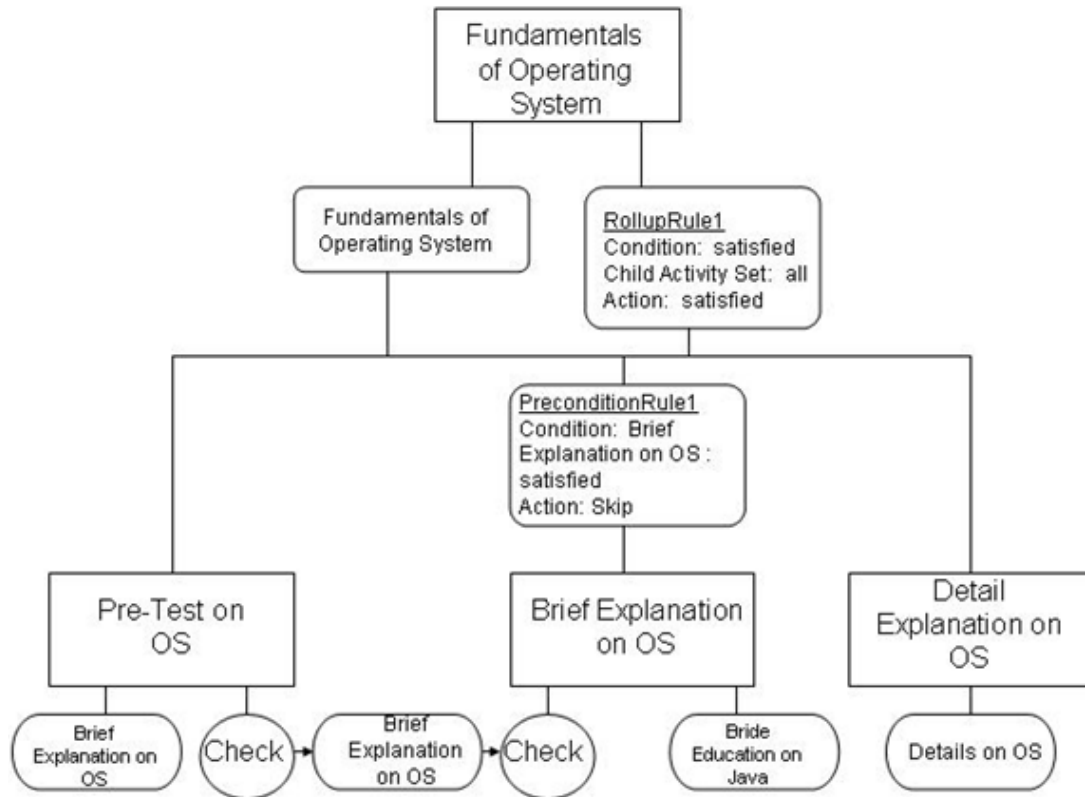 Fundamentals
of Operating
System
Fundamentals of
Operating System
RollupRule1
Condition: satisfied
Child Activity Set: all
Action: satisfied
PreconditionRule1
Condition: Brief
Explanation on OS :
satisfied
Action: Skip
Pre-Test on
OS
Brief Explanation
on OS
Detail
Explanation on
OS
Brief
Explanation on
OS
Check
Brief
Explanation
on OS
Check
Bride
Education on
Java
Details on OS